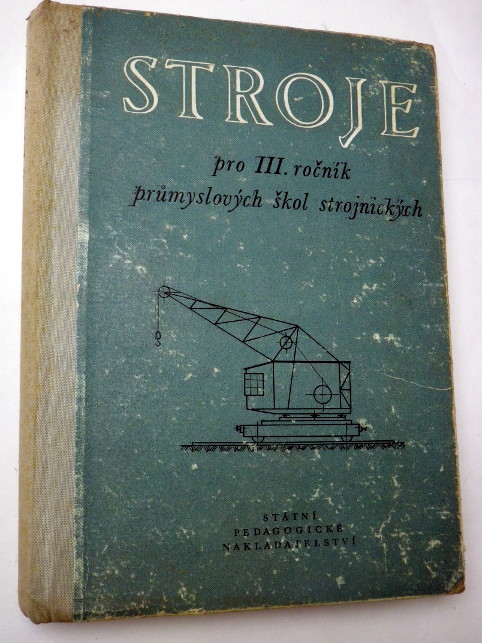 STROJE
pro III. ročník
průmyslových škol strojnických
STÁTNÍ
PEDAGOGICKÉ
NAKLADATELSTVÍ